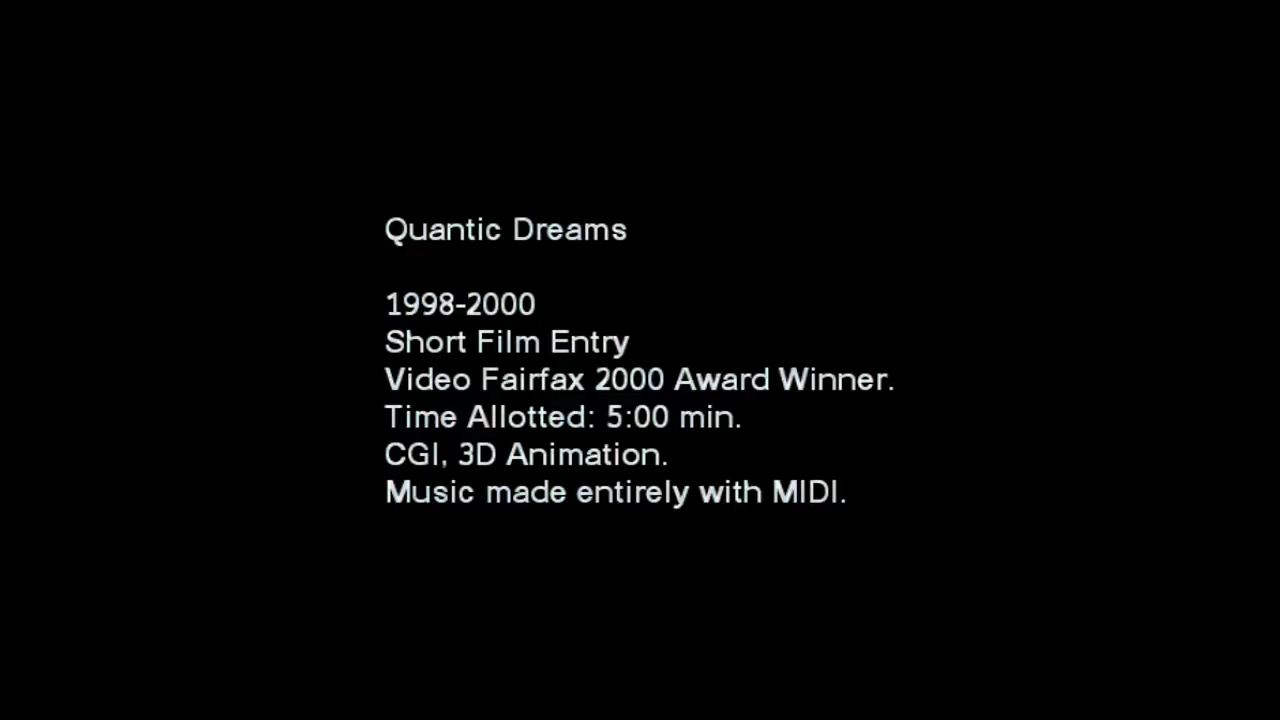 Quantic Dreams
1998-2000
Short Film Entry
Video Fairfax 2000 Award Winner.
Time Allotted: 5:00 min.
CGI, 3D Animation.
Music made entirely with MIDI.